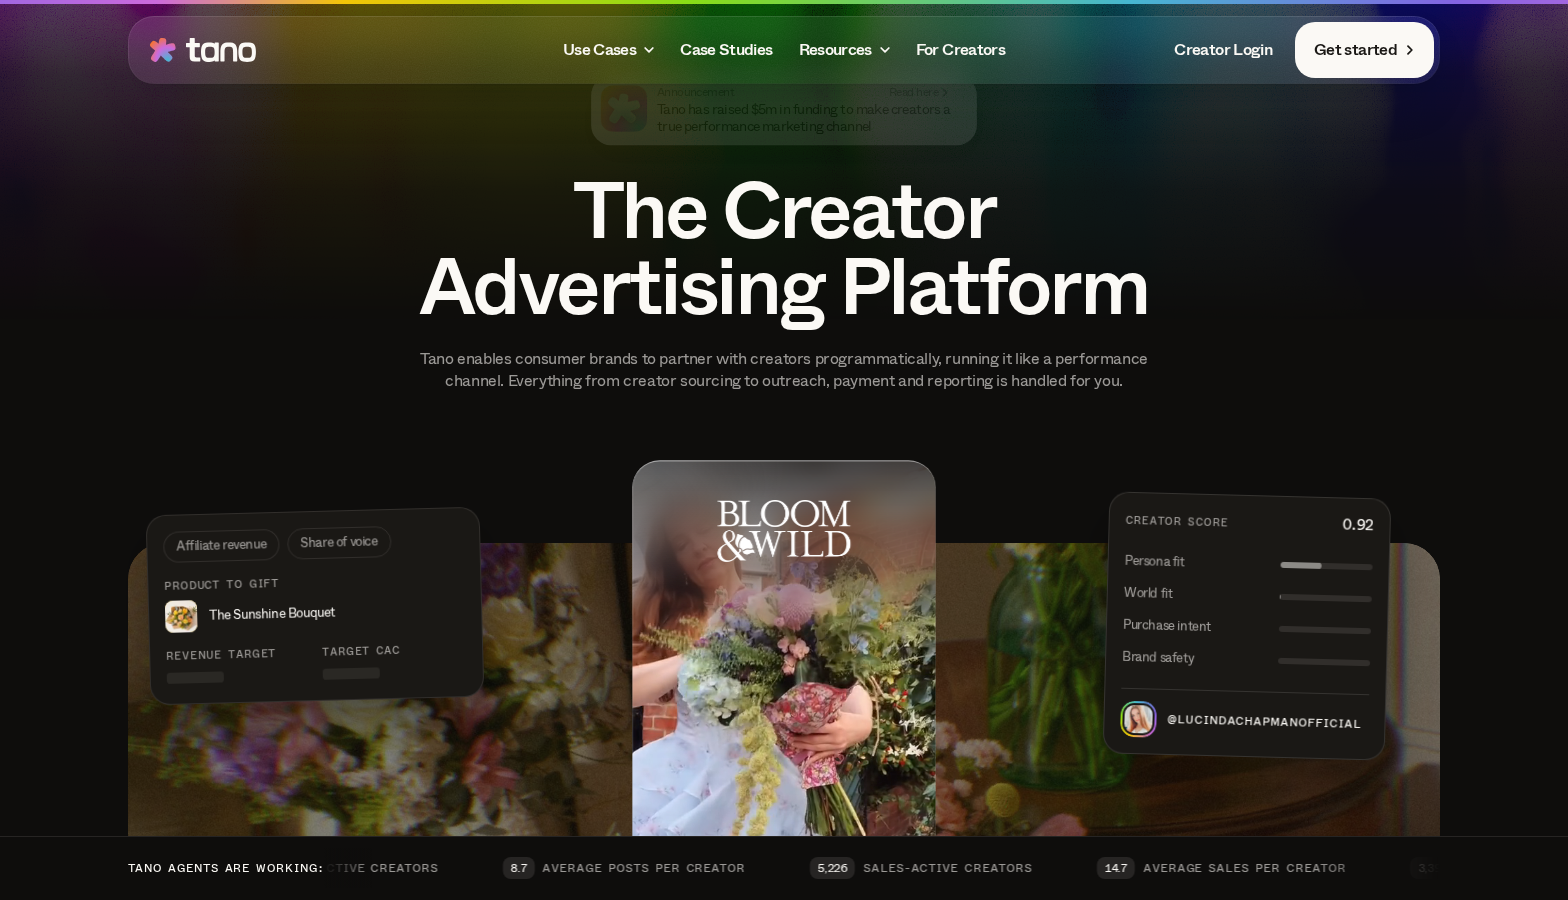 tano
Use Cases
Case Studies
Resources
For Creators
Creator Login
Get started
Announcement
Read here
Tano has raised $5m in funding to make creators a
true performance marketing channel
The Creator
Advertising Platform
Tano enables consumer brands to partner with creators programmatically, running it like a performance
channel. Everything from creator sourcing to outreach, payment and reporting is handled for you.
Affiliate revenue
Share of voice
PRODUCT TO GIFT
The Sunshine Bouquet
REVENUE TARGET
TARGET CAC
BLOOM
&WILD
CREATOR SCORE
0.92
Persona fit
World fit
Purchase intent
Brand safety
@LUCINDACHAPMANOFFICIAL
TANO AGENTS ARE WORKING:
CTIVE CREATORS
8.7 AVERAGE POSTS PER CREATOR
5,226 SALES-ACTIVE CREATORS
14.7 AVERAGE SALES PER CREATOR